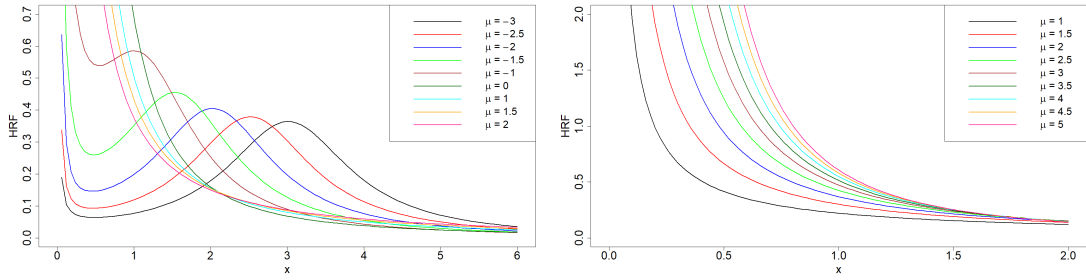 HRF
0.0
0.1
0.2
0.3
0.4
0.5
0.6
0.7
0
1
2
3
4
5
6
x
μ = −3
μ = −2.5
μ = −2
μ = −1.5
μ = −1
μ = 0
μ = 1
μ = 1.5
μ = 2
HRF
0.0
0.5
1.0
1.5
2.0
0.0
0.5
1.0
1.5
2.0
x
μ = 1
μ = 1.5
μ = 2
μ = 2.5
μ = 3
μ = 3.5
μ = 4
μ = 4.5
μ = 5